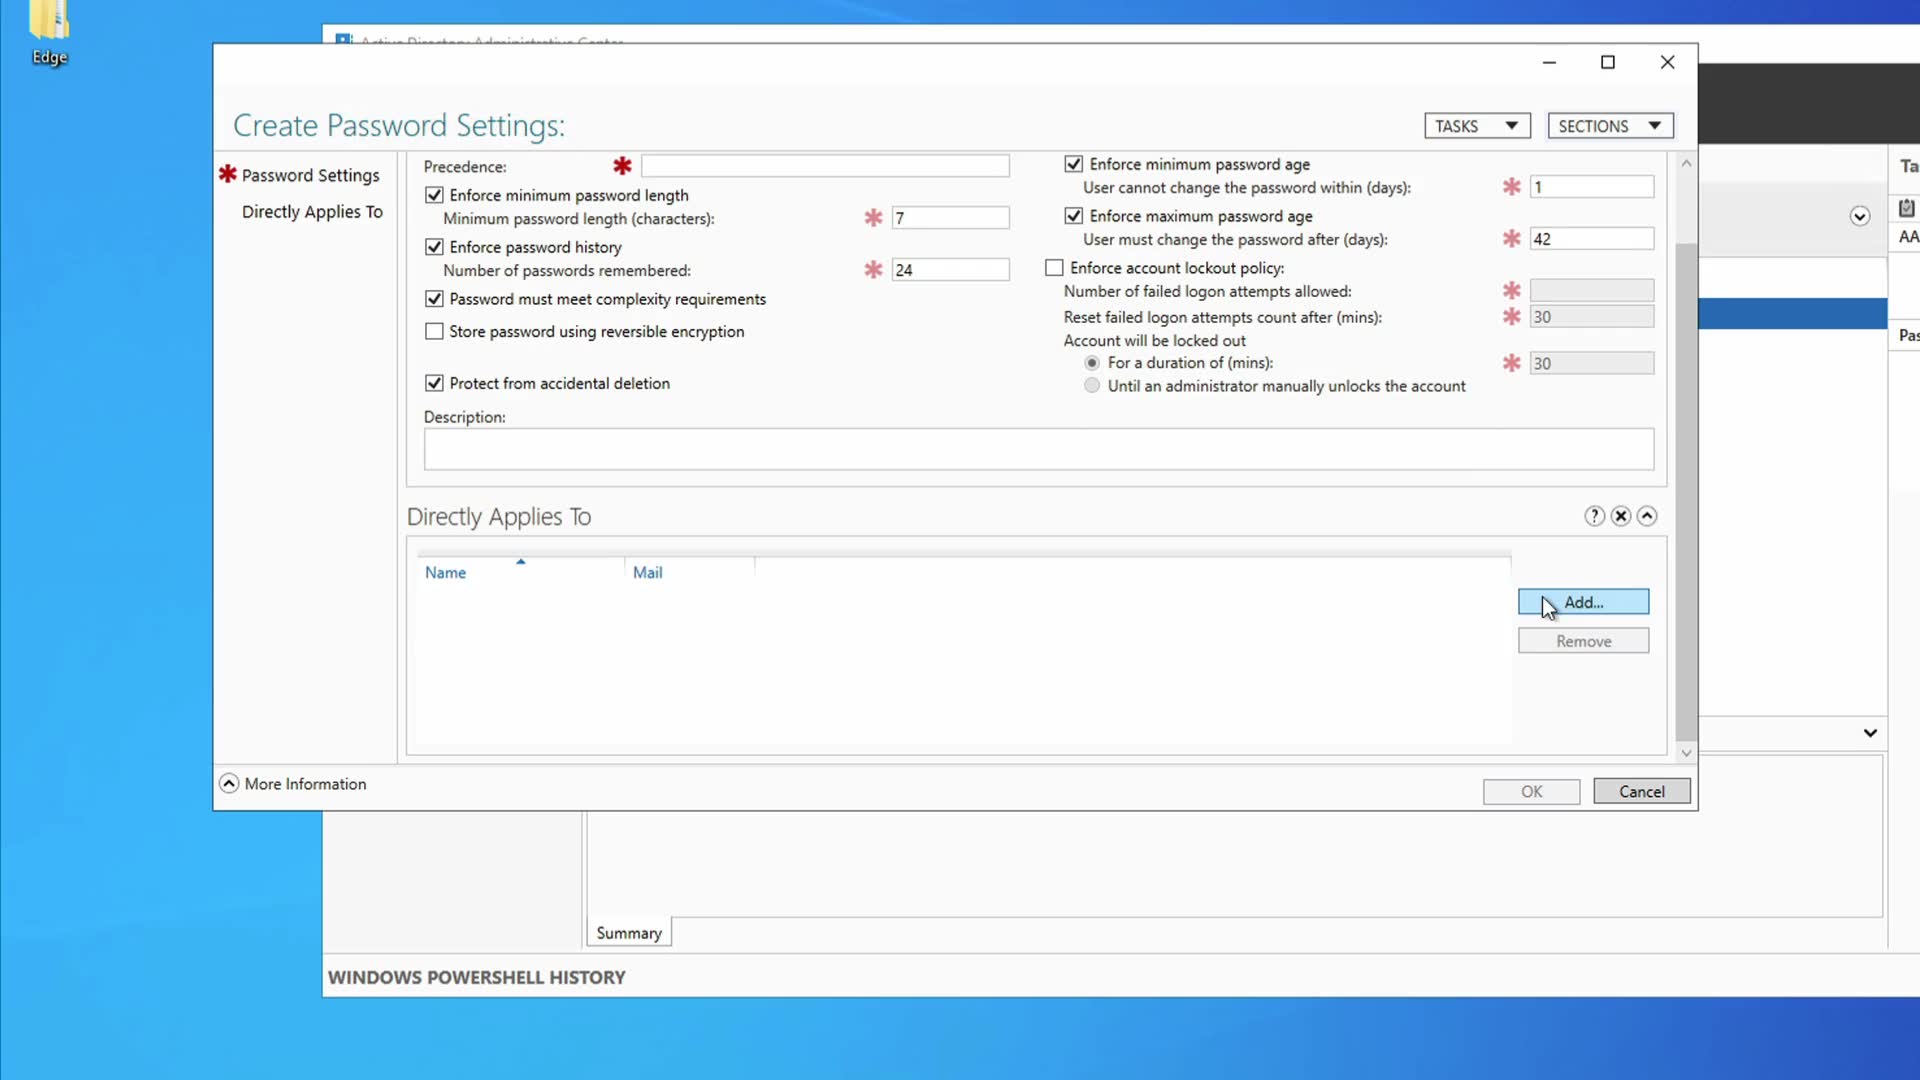 Edge
Active Directory Administrative Center
Create Password Settings:
TASKS
SECTIONS
* Password Settings
Directly Applies To
Precedence: *
Enforce minimum password length
Minimum password length (characters): * 7
Enforce password history
Number of passwords remembered: * 24
Password must meet complexity requirements
Store password using reversible encryption
Protect from accidental deletion
Description:
Enforce minimum password age
User cannot change the password within (days): * 1
Enforce maximum password age
User must change the password after (days): * 42
Enforce account lockout policy:
Number of failed logon attempts allowed: *
Reset failed logon attempts count after (mins): * 30
Account will be locked out
For a duration of (mins): * 30
Until an administrator manually unlocks the account
Directly Applies To
?
Name
Mail
Add...
Remove
More Information
OK
Cancel
Ta
AA
Pas
Summary
WINDOWS POWERSHELL HISTORY